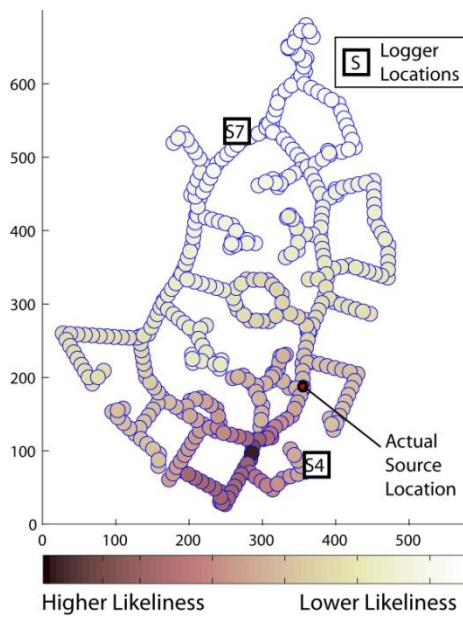 S Logger
Locations
600
S7
500
400
300
200
100
S4
Actual
Source
Location
0
0 100 200 300 400 500
Higher Likeliness Lower Likeliness